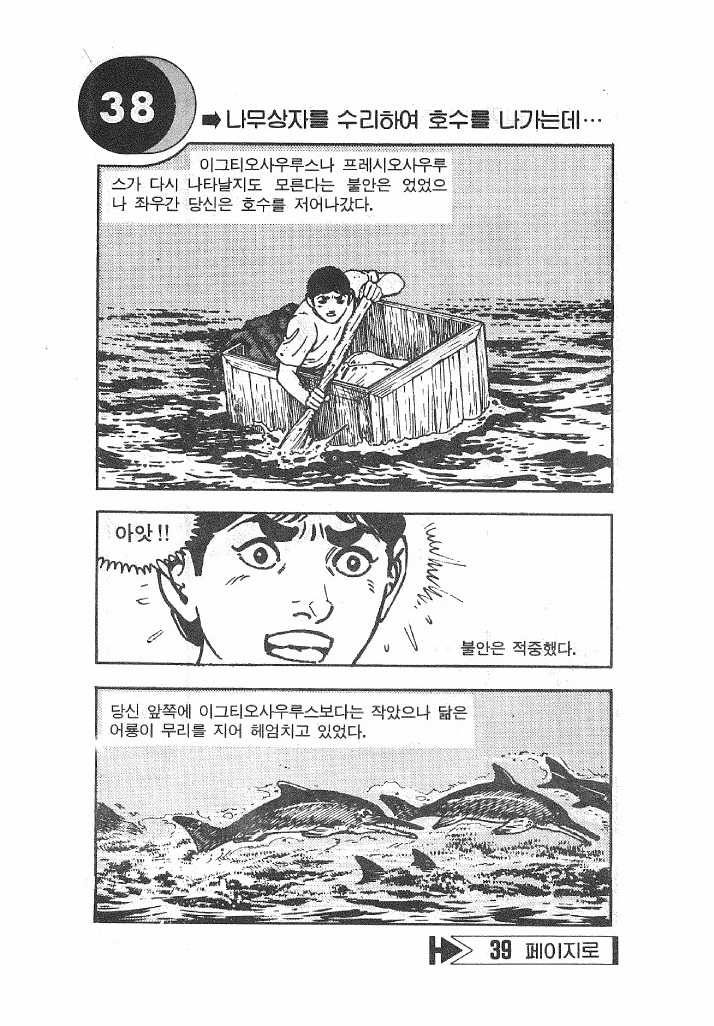 38
➡ 나무상자를 수리하여 호수를 나가는데…
이그티오사우루스나 프레시오사우루
스가 다시 나타날지도 모른다는 불안은 었었으
나 좌우간 당신은 호수를 저어나갔다.
아앗!!
불안은 적중했다.
당신 앞쪽에 이그티오사우루스보다는 작았으나 닮은
어룡이 무리를 지어 헤엄치고 있었다.
39 페이지로